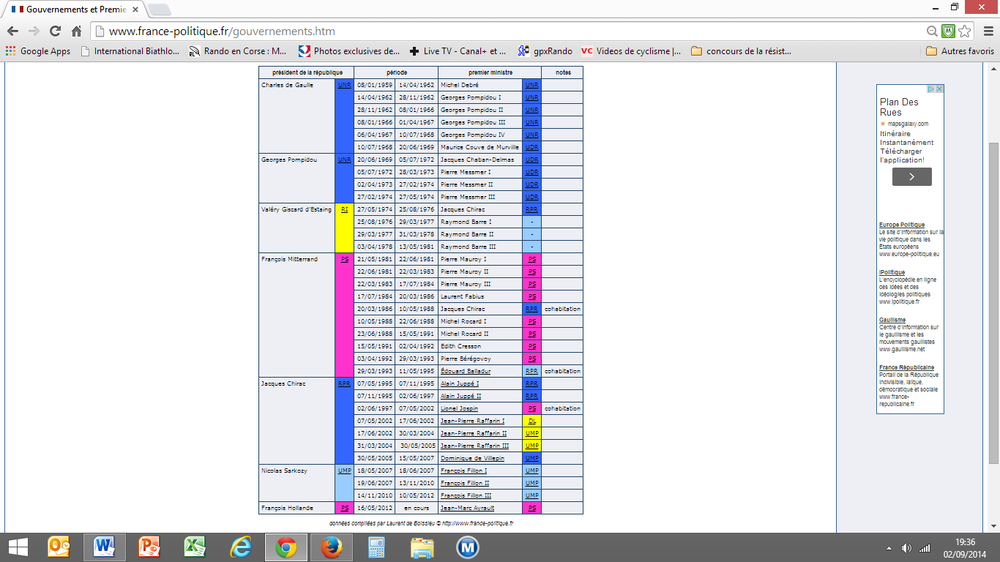 Gouvernements et Premie
www.france-politique.fr/gouvernements.htm
Google Apps International Biathlo... Rando en Corse : M... Photos exclusives de... Live TV - Canal+ et ... gpxRando VC Videos de cyclisme |... concours de la résist... Autres favoris
président de la république période premier ministre notes
Charles de Gaulle UNR 08/01/1959 14/04/1962 Michel Debré UNR
14/04/1962 28/11/1962 Georges Pompidou I UNR
28/11/1962 08/01/1966 Georges Pompidou II UNR
08/01/1966 01/04/1967 Georges Pompidou III UNR
06/04/1967 10/07/1968 Georges Pompidou IV UNR
10/07/1968 20/06/1969 Maurice Couve de Murville UDR
Georges Pompidou UNR 20/06/1969 05/07/1972 Jacques Chaban-Delmas UDR
05/07/1972 28/03/1973 Pierre Messmer I UDR
02/04/1973 27/02/1974 Pierre Messmer II UDR
27/02/1974 27/05/1974 Pierre Messmer III UDR
Valéry Giscard d'Estaing RI 27/05/1974 25/08/1976 Jacques Chirac RPR
25/08/1976 29/03/1977 Raymond Barre I -
29/03/1977 31/03/1978 Raymond Barre II -
03/04/1978 13/05/1981 Raymond Barre III -
François Mitterrand PS 21/05/1981 22/06/1981 Pierre Mauroy I PS
22/06/1981 22/03/1983 Pierre Mauroy II PS
22/03/1983 17/07/1984 Pierre Mauroy III PS
17/07/1984 20/03/1986 Laurent Fabius PS
20/03/1986 10/05/1988 Jacques Chirac RPR cohabitation
10/05/1988 22/06/1988 Michel Rocard I PS
23/06/1988 15/05/1991 Michel Rocard II PS
15/05/1991 02/04/1992 Edith Cresson PS
03/04/1992 29/03/1993 Pierre Bérégovoy PS
29/03/1993 11/05/1995 Édouard Balladur RPR cohabitation
Jacques Chirac RPR 07/05/1995 07/11/1995 Alain Juppé I RPR
07/11/1995 02/06/1997 Alain Juppé II RPR
02/06/1997 07/05/2002 Lionel Jospin PS cohabitation
07/05/2002 17/06/2002 Jean-Pierre Raffarin I DL
17/06/2002 30/03/2004 Jean-Pierre Raffarin II UMP
31/03/2004 30/05/2005 Jean-Pierre Raffarin III UMP
30/05/2005 15/05/2007 Dominique de Villepin UMP
Nicolas Sarkozy UMP 18/05/2007 18/06/2007 François Fillon I UMP
19/06/2007 13/11/2010 François Fillon II UMP
14/11/2010 10/05/2012 François Fillon III UMP
François Hollande PS 16/05/2012 en cours Jean-Marc Ayrault PS
données compilées par Laurent de Boissieu © http://www.france-politique.fr
Plan Des
Rues
mapsgalaxy.com
Itinéraire
Instantanément
Télécharger
l'application!
Europe Politique
Le site d'information sur la
vie politique dans les
États européens
www.europe-politique.eu
IPolitique
L'encyclopédie en ligne
des idées et des
idéologies politiques
www.ipolitique.fr
Gaullisme
Centre d'information sur
le gaullisme et les
mouvements gaullistes
www.gaullisme.net
France Républicaine
Portail de la République
indivisible, laïque,
démocratique et sociale
www.france-
republicaine.fr
19:36
02/09/2014